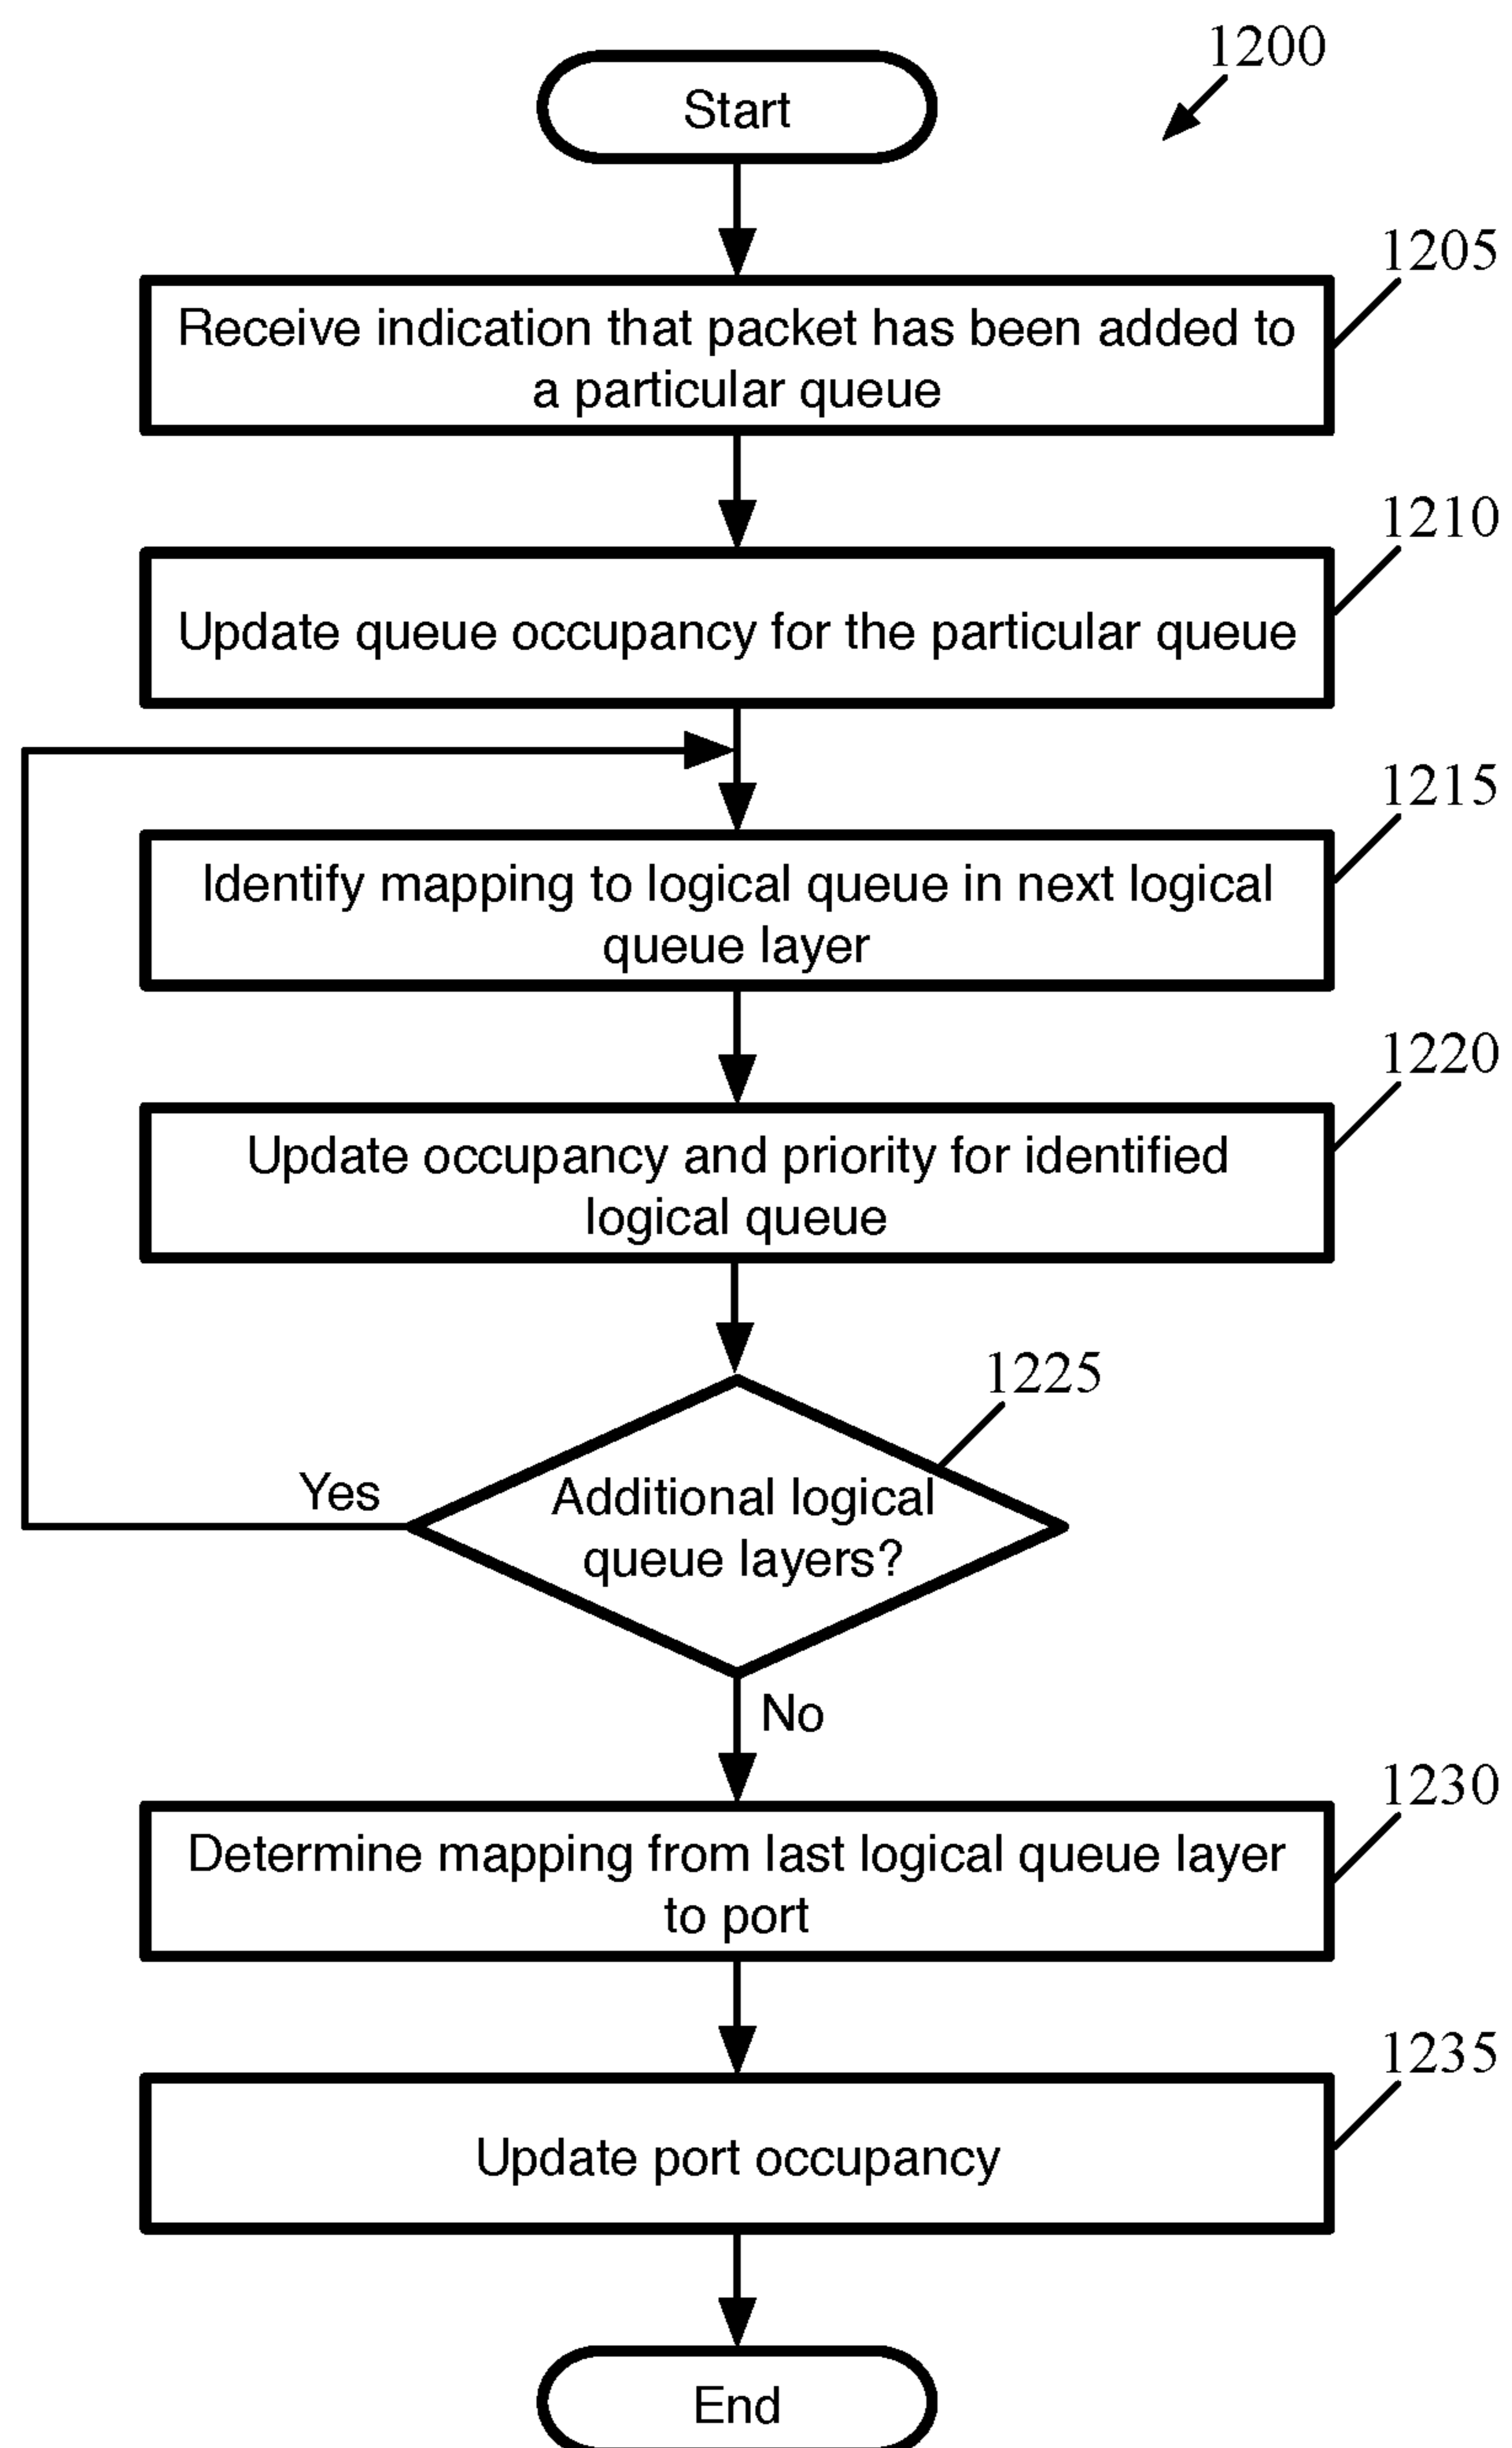 1200
Start
1205
Receive indication that packet has been added to
a particular queue
1210
Update queue occupancy for the particular queue
1215
Identify mapping to logical queue in next logical
queue layer
1220
Update occupancy and priority for identified
logical queue
1225
Additional logical
queue layers?
Yes
No
1230
Determine mapping from last logical queue layer
to port
1235
Update port occupancy
End